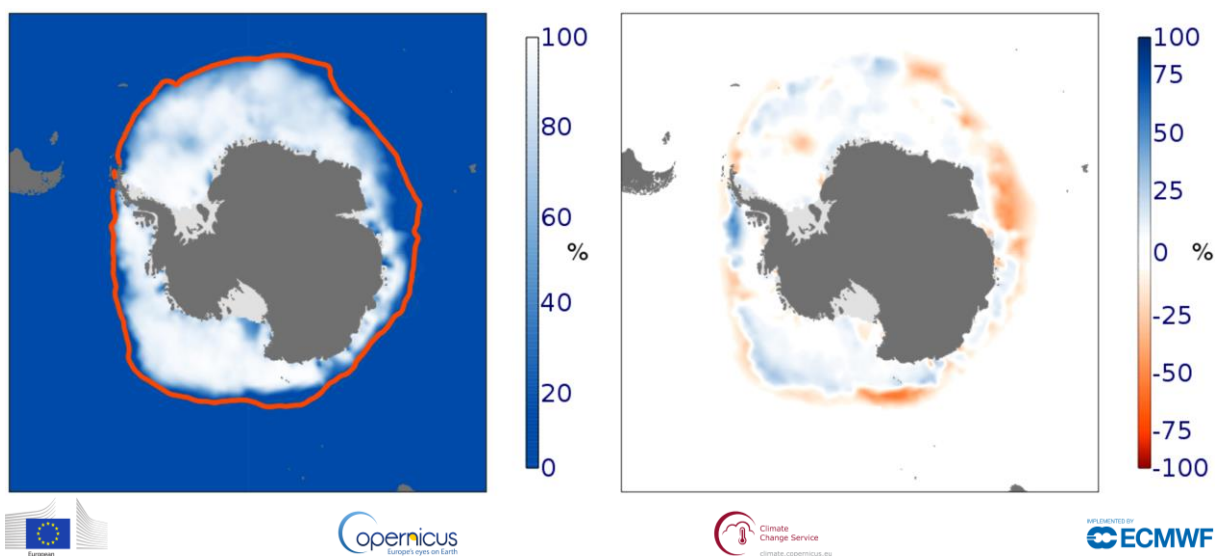 100
80
60
40
20
0
%
100
75
50
25
0
-25
-50
-75
-100
%
European
opernicus
Europe's eyes on Earth
Climate
Change Service
climate.copernicus.eu
IMPLEMENTED BY
ECMWF